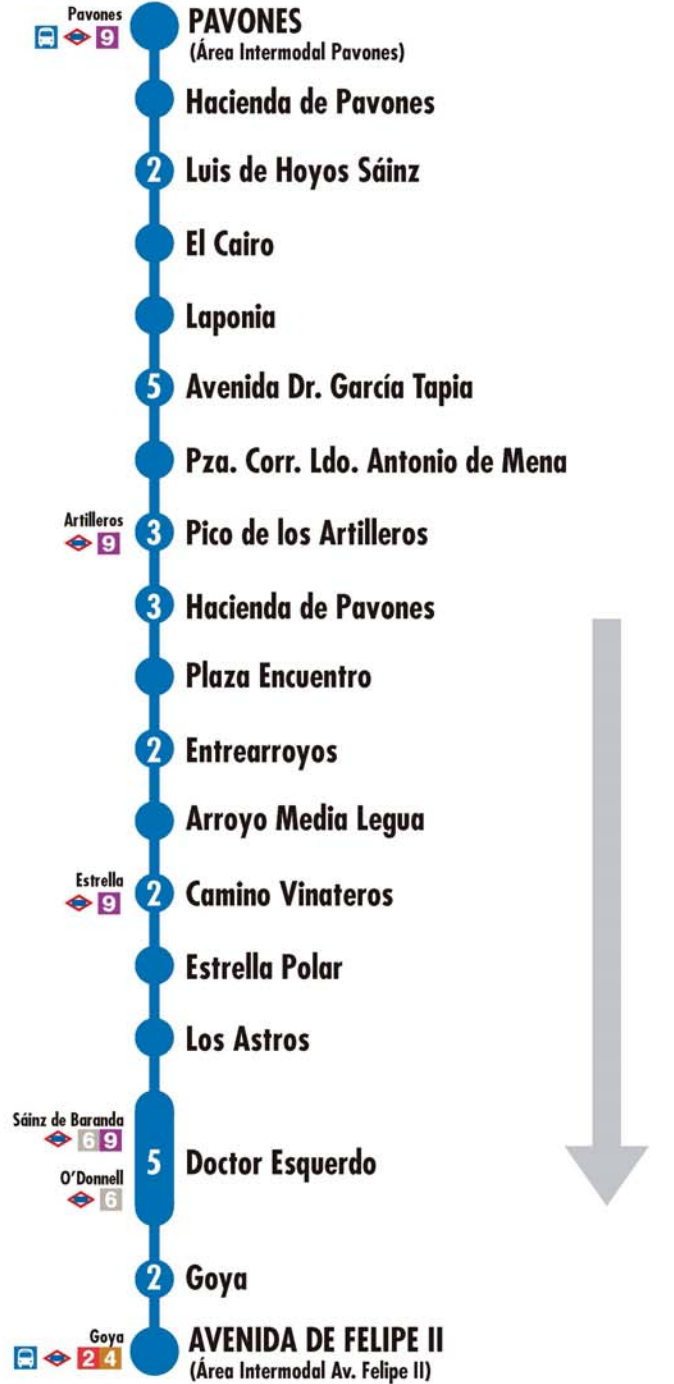 Pavones
9
PAVONES
(Área Intermodal Pavones)
Hacienda de Pavones
2 Luis de Hoyos Sáinz
El Cairo
Laponia
5 Avenida Dr. García Tapia
Pza. Corr. Ldo. Antonio de Mena
Artilleros
9
3 Pico de los Artilleros
3 Hacienda de Pavones
Plaza Encuentro
2 Entrearroyos
Arroyo Media Legua
Estrella
9
2 Camino Vinateros
Estrella Polar
Los Astros
Sáinz de Baranda
6 9
O'Donnell
6
5 Doctor Esquerdo
2 Goya
Goya
2 4
AVENIDA DE FELIPE II
(Área Intermodal Av. Felipe II)